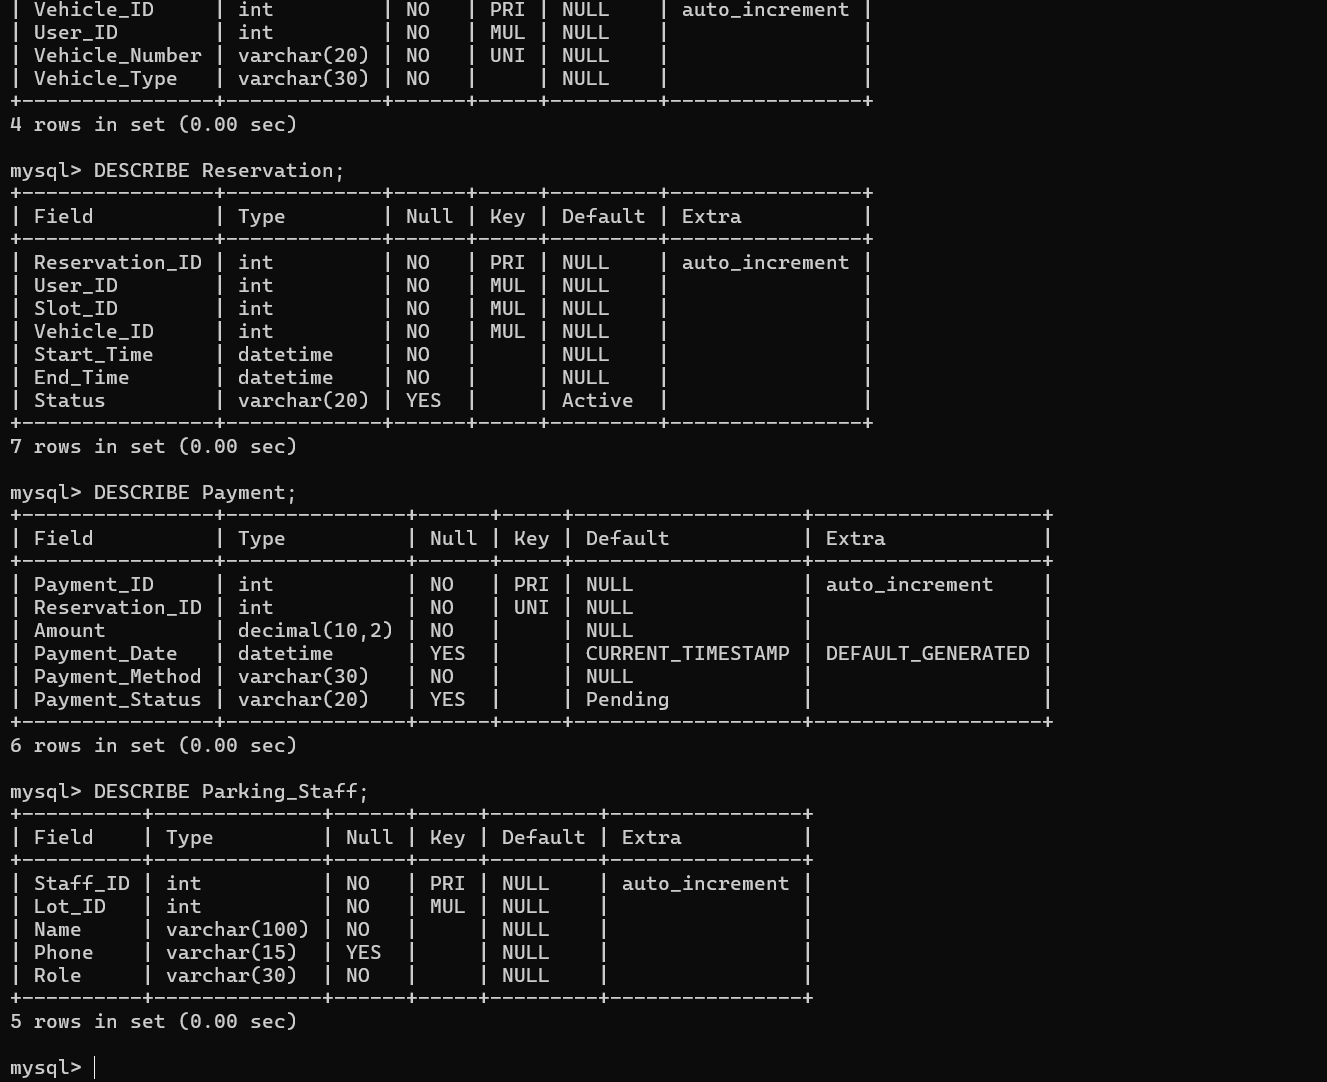 | Vehicle_ID     | int         | NO   | PRI | NULL    | auto_increment |
| User_ID        | int         | NO   | MUL | NULL    |                |
| Vehicle_Number | varchar(20) | NO   | UNI | NULL    |                |
| Vehicle_Type   | varchar(30) | NO   |     | NULL    |                |
+----------------+-------------+------+-----+---------+----------------+
4 rows in set (0.00 sec)

mysql> DESCRIBE Reservation;
+----------------+-------------+------+-----+---------+----------------+
| Field          | Type        | Null | Key | Default | Extra          |
+----------------+-------------+------+-----+---------+----------------+
| Reservation_ID | int         | NO   | PRI | NULL    | auto_increment |
| User_ID        | int         | NO   | MUL | NULL    |                |
| Slot_ID        | int         | NO   | MUL | NULL    |                |
| Vehicle_ID     | int         | NO   | MUL | NULL    |                |
| Start_Time     | datetime    | NO   |     | NULL    |                |
| End_Time       | datetime    | NO   |     | NULL    |                |
| Status         | varchar(20) | YES  |     | Active  |                |
+----------------+-------------+------+-----+---------+----------------+
7 rows in set (0.00 sec)

mysql> DESCRIBE Payment;
+----------------+---------------+------+-----+-------------------+-------------------+
| Field          | Type          | Null | Key | Default           | Extra             |
+----------------+---------------+------+-----+-------------------+-------------------+
| Payment_ID     | int           | NO   | PRI | NULL              | auto_increment    |
| Reservation_ID | int           | NO   | UNI | NULL              |                   |
| Amount         | decimal(10,2) | NO   |     | NULL              |                   |
| Payment_Date   | datetime      | YES  |     | CURRENT_TIMESTAMP | DEFAULT_GENERATED |
| Payment_Method | varchar(30)   | NO   |     | NULL              |                   |
| Payment_Status | varchar(20)   | YES  |     | Pending           |                   |
+----------------+---------------+------+-----+-------------------+-------------------+
6 rows in set (0.00 sec)

mysql> DESCRIBE Parking_Staff;
+----------+--------------+------+-----+---------+----------------+
| Field    | Type         | Null | Key | Default | Extra          |
+----------+--------------+------+-----+---------+----------------+
| Staff_ID | int          | NO   | PRI | NULL    | auto_increment |
| Lot_ID   | int          | NO   | MUL | NULL    |                |
| Name     | varchar(100) | NO   |     | NULL    |                |
| Phone    | varchar(15)  | YES  |     | NULL    |                |
| Role     | varchar(30)  | NO   |     | NULL    |                |
+----------+--------------+------+-----+---------+----------------+
5 rows in set (0.00 sec)

mysql>